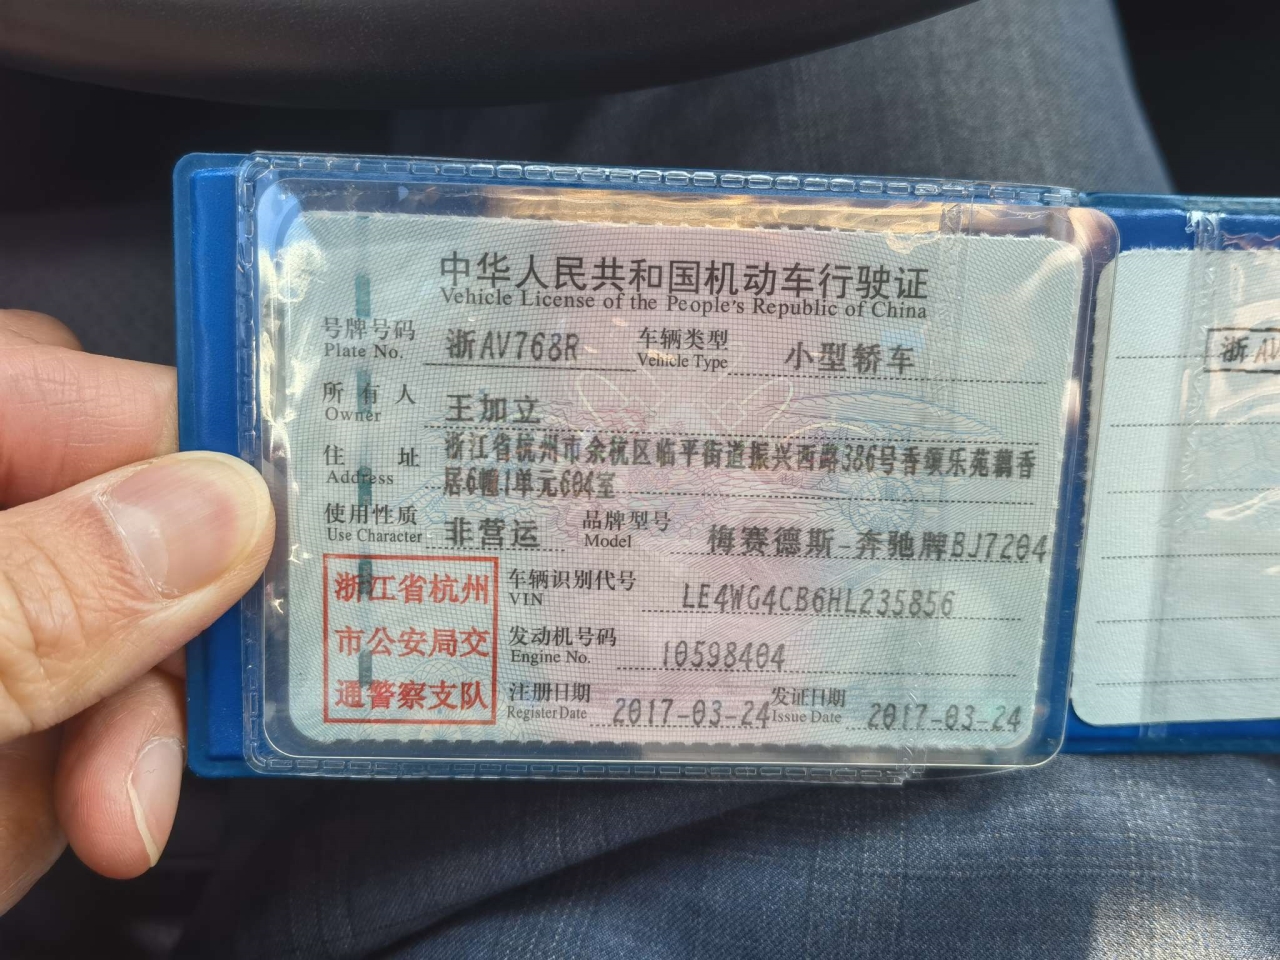 中华人民共和国机动车行驶证
Vehicle License of the People's Republic of China
号牌号码 浙AV768R 车辆类型 小型轿车
Plate No. Vehicle Type
所有人 王加立
Owner
住址 浙江省杭州市余杭区临平街道振兴西路386号香颂乐苑藕香
Address 居6幢1单元604室
使用性质 非营运 品牌型号 梅赛德斯-奔驰牌BJ7204
Use Character Model
浙江省杭州
市公安局交
通警察支队
车辆识别代号 LE4WG4CB6HL235856
VIN
发动机号码 10598404
Engine No.
注册日期 2017-03-24 发证日期 2017-03-24
Register Date Issue Date
浙AV